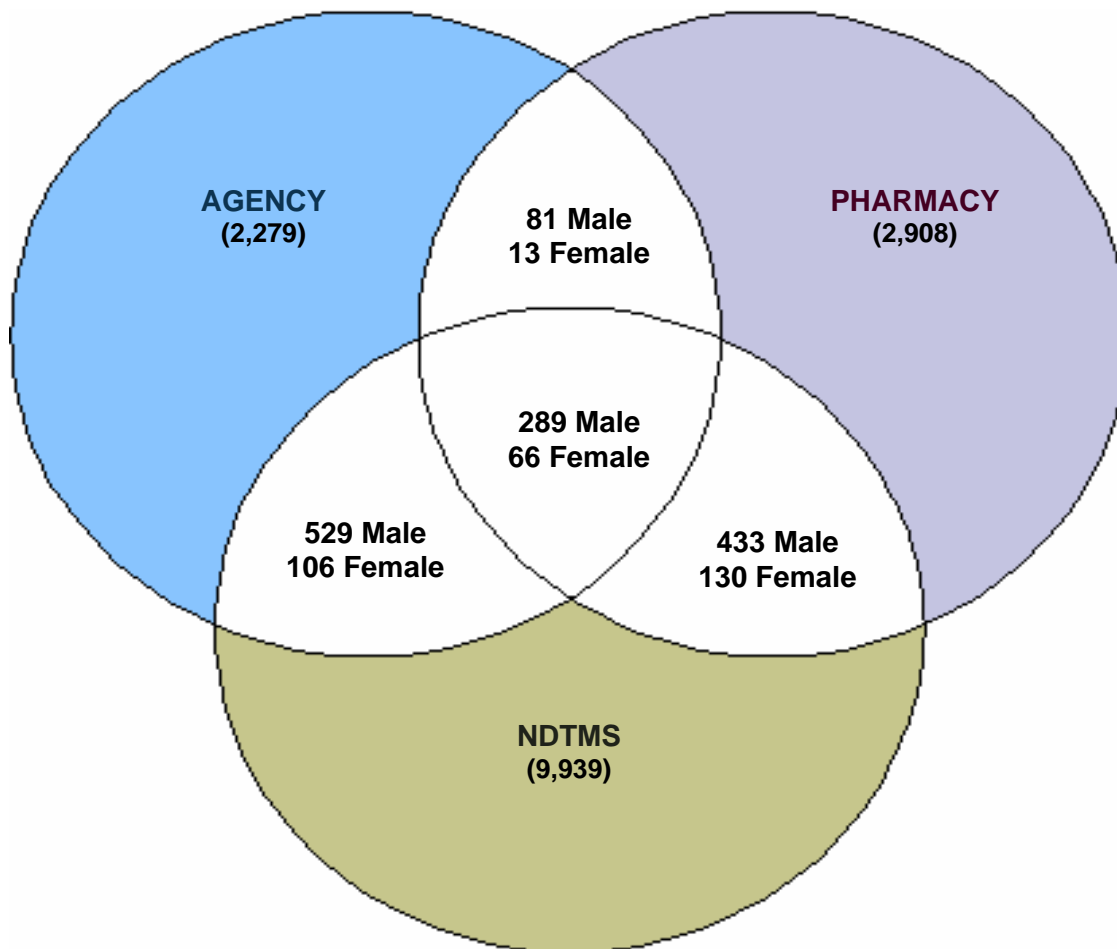 AGENCY
(2,279)
PHARMACY
(2,908)
81 Male
13 Female
289 Male
66 Female
529 Male
106 Female
433 Male
130 Female
NDTMS
(9,939)